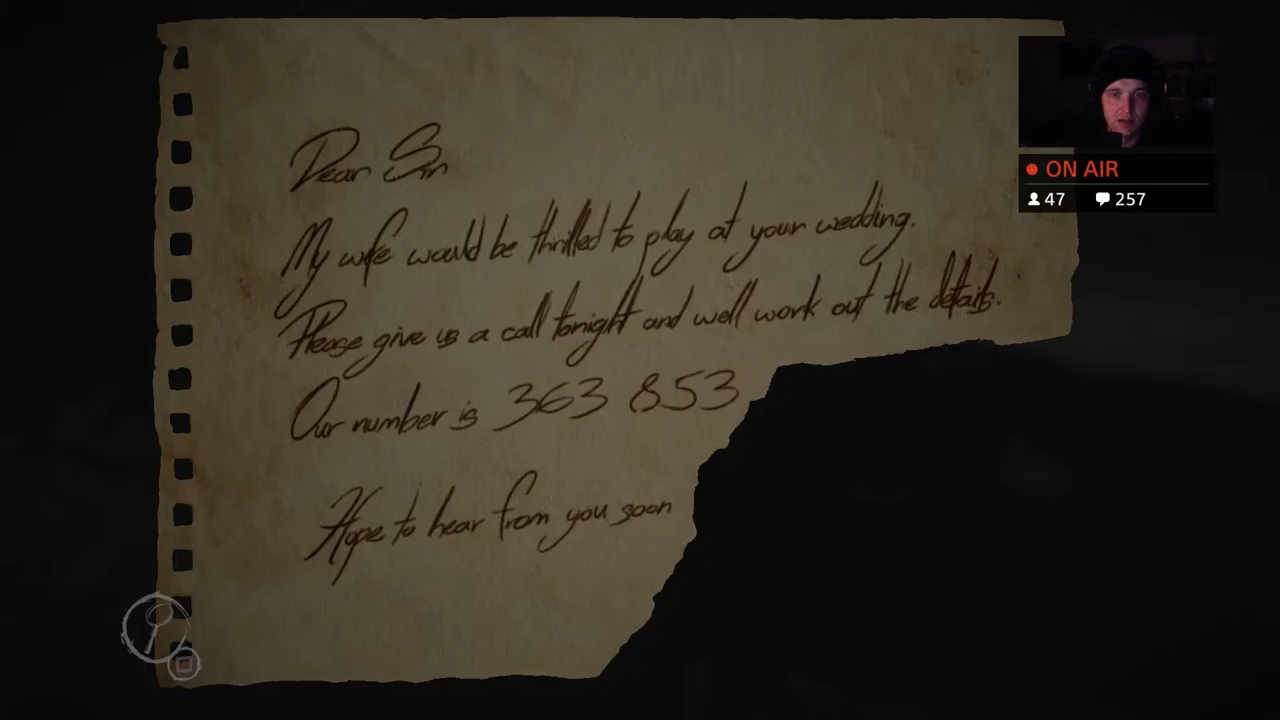 Dear Sir
ON AIR
47 257
My wife would be thrilled to play at your wedding.
Please give us a call tonight and we'll work out the details.
Our number is 363 853
Hope to hear from you soon